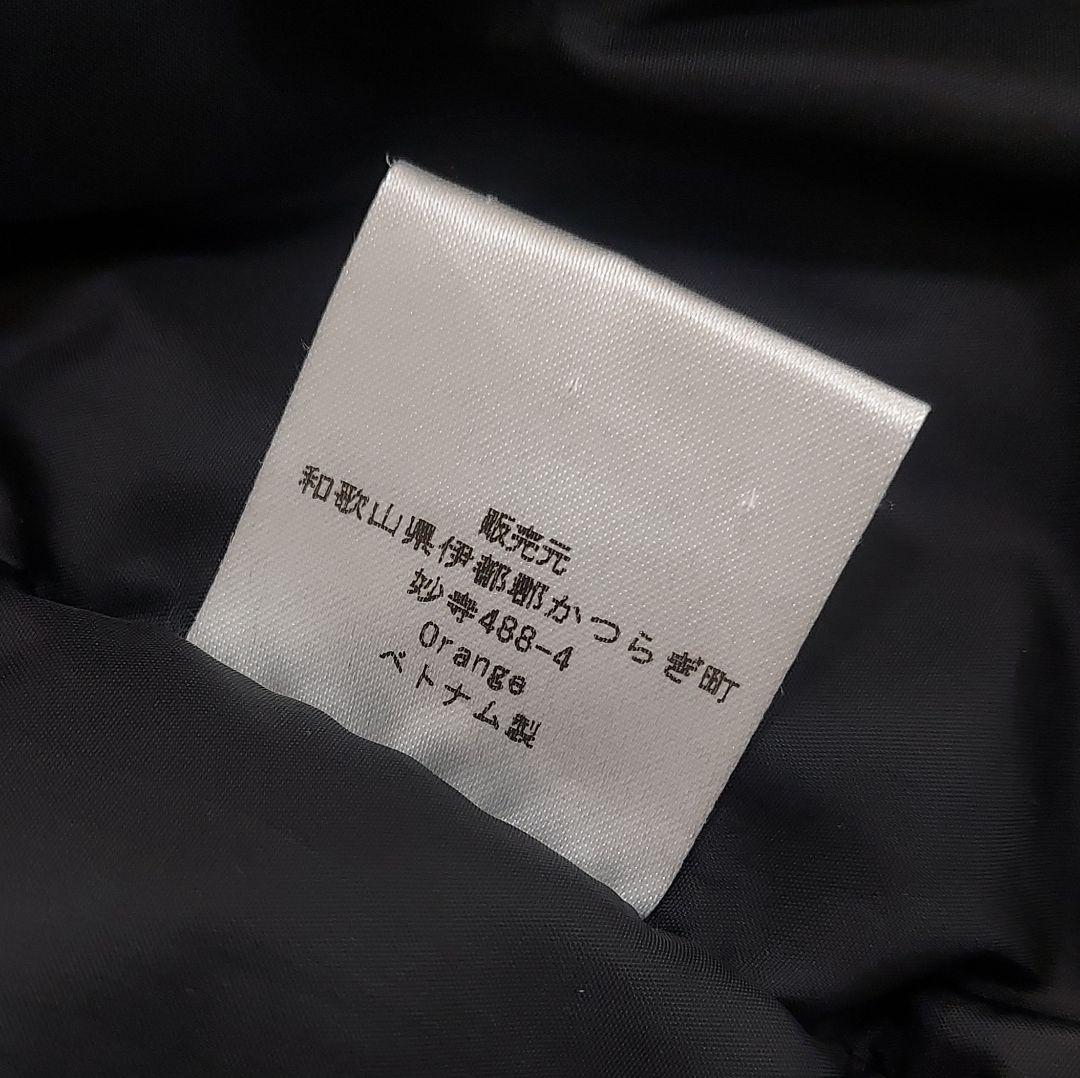 販売元
和歌山県伊都郡かつらぎ町
妙寺488-4
Orange
ベトナム製